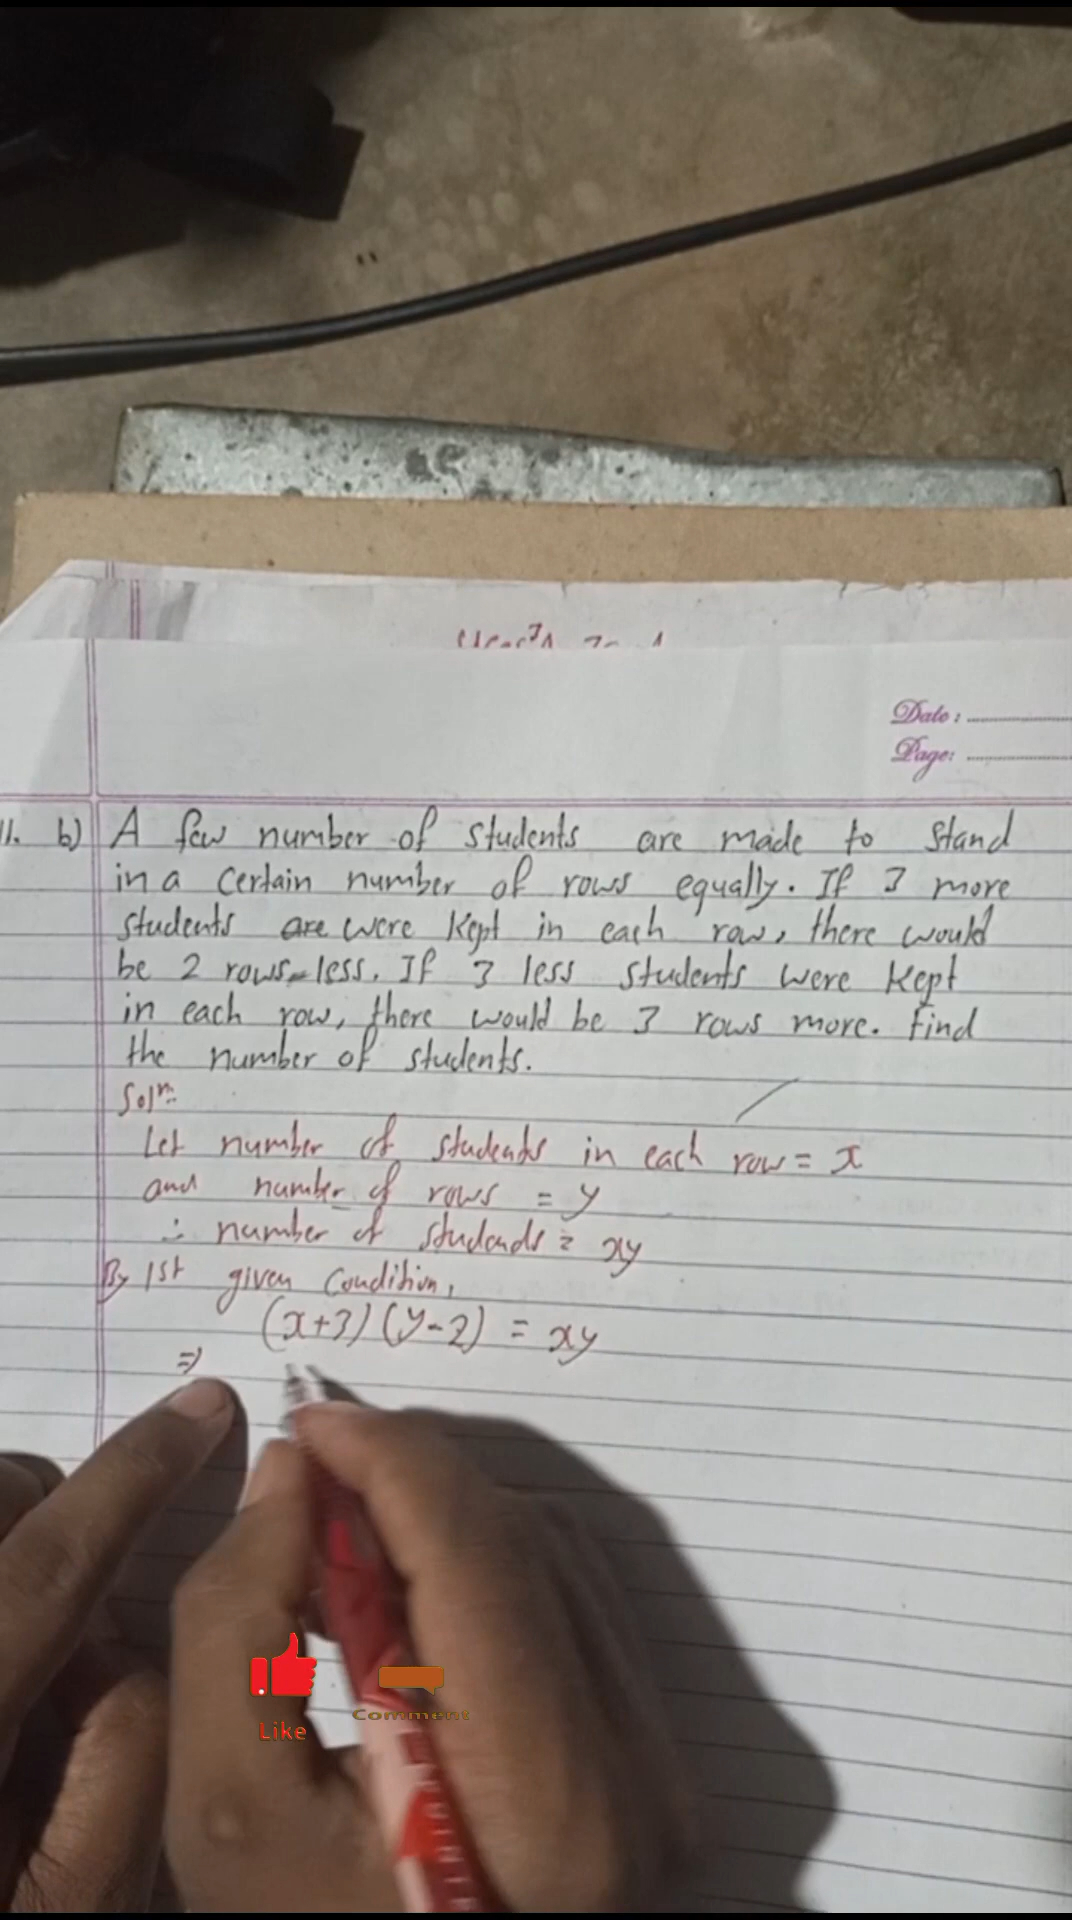 Date:
Page:
11. b) A few number of students are made to stand
in a certain number of rows equally. If 3 more
students are were kept in each row, there would
be 2 rows less. If 3 less students were kept
in each row, there would be 3 rows more. Find
the number of students.
Solⁿ:
Let number of students in each row = x
and number of rows = y
∴ number of students = xy
By 1st given condition,
(x+3) (y-2) = xy
⇒
Like
Comment